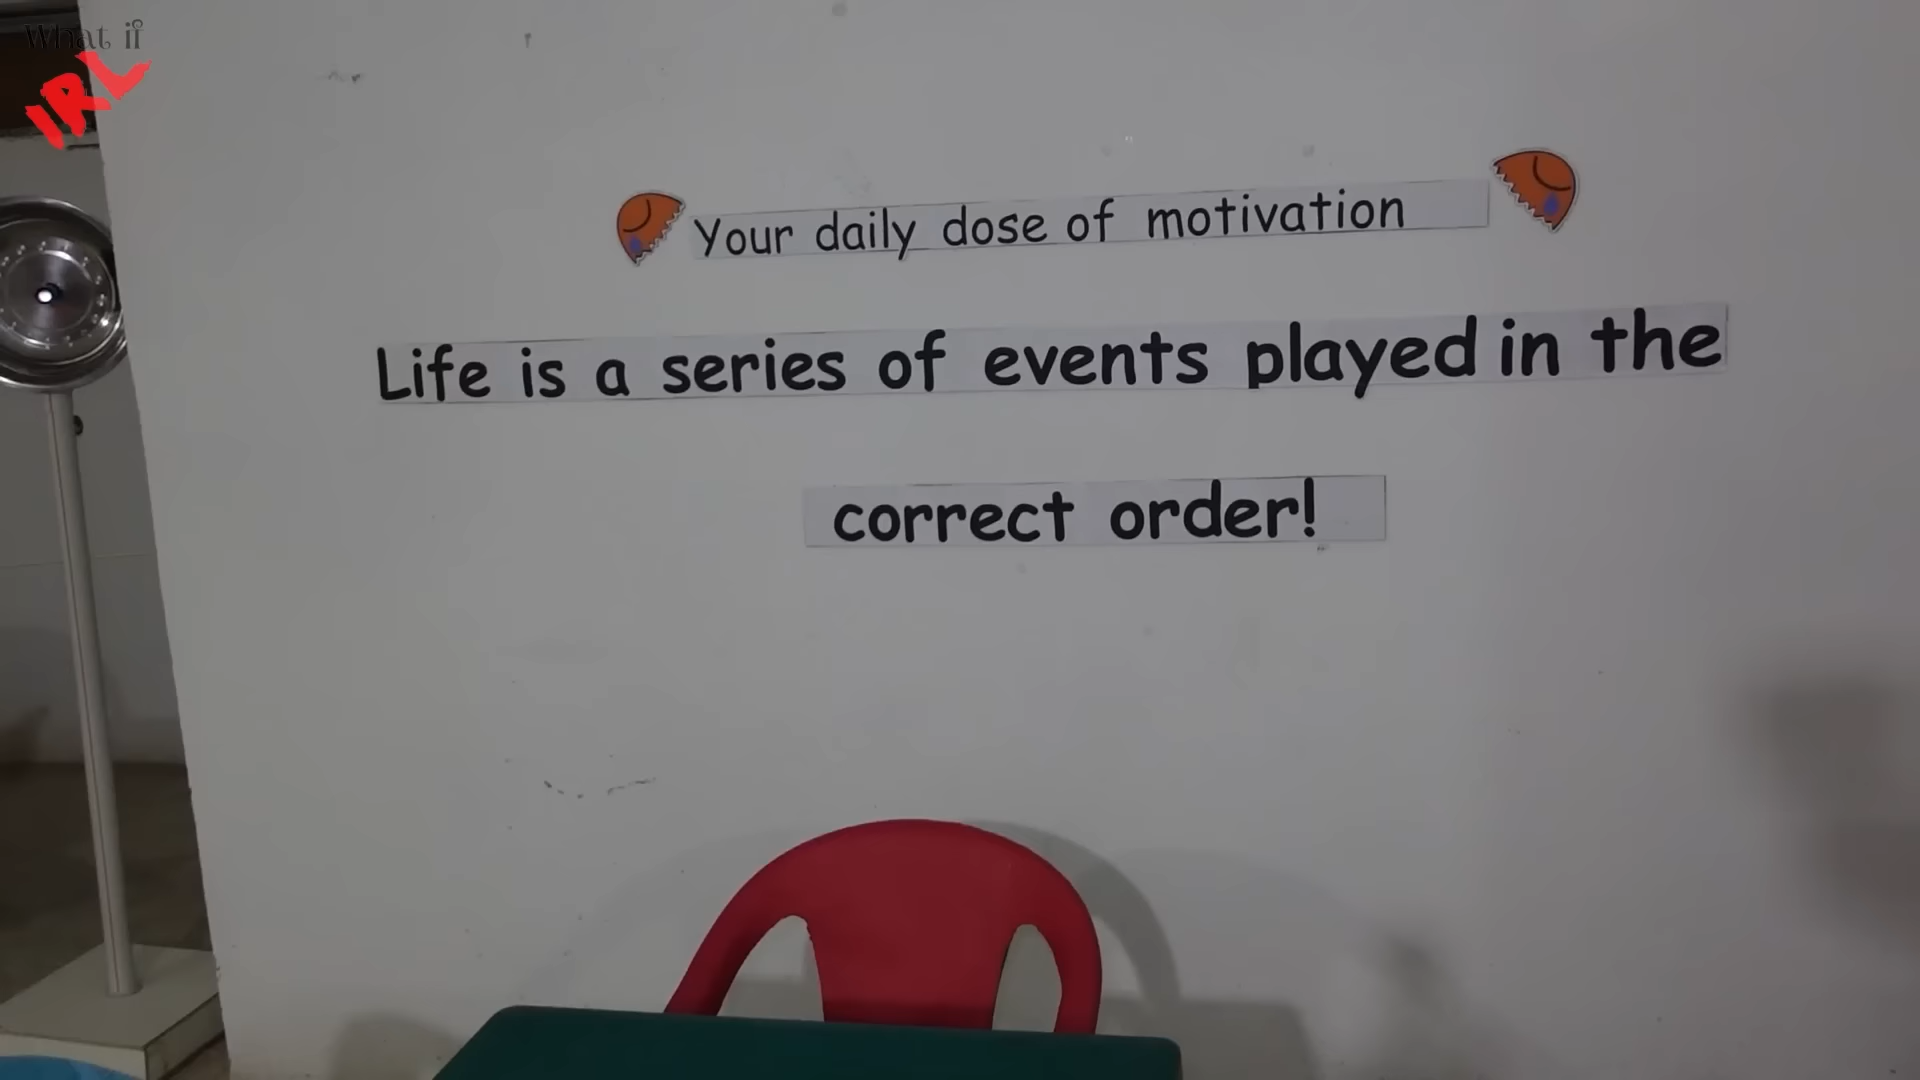 What if
IRL
Your daily dose of motivation
Life is a series of events played in the
correct order!